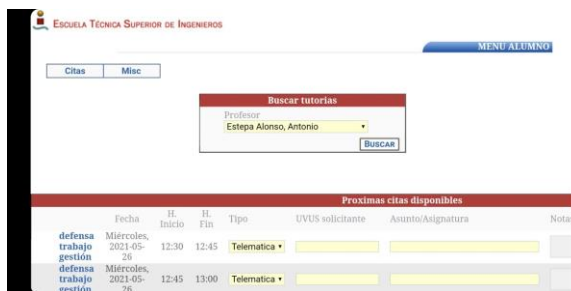 ESCUELA TÉCNICA SUPERIOR DE INGENIEROS
MENU ALUMNO
Citas Misc
Buscar tutorias
Profesor
Estepa Alonso, Antonio
BUSCAR
Proximas citas disponibles
Fecha H. Inicio H. Fin Tipo UVUS solicitante Asunto/Asignatura Notas
defensa trabajo gestión Miércoles, 2021-05-26 12:30 12:45 Telematica
defensa trabajo gestión Miércoles, 2021-05-26 12:45 13:00 Telematica